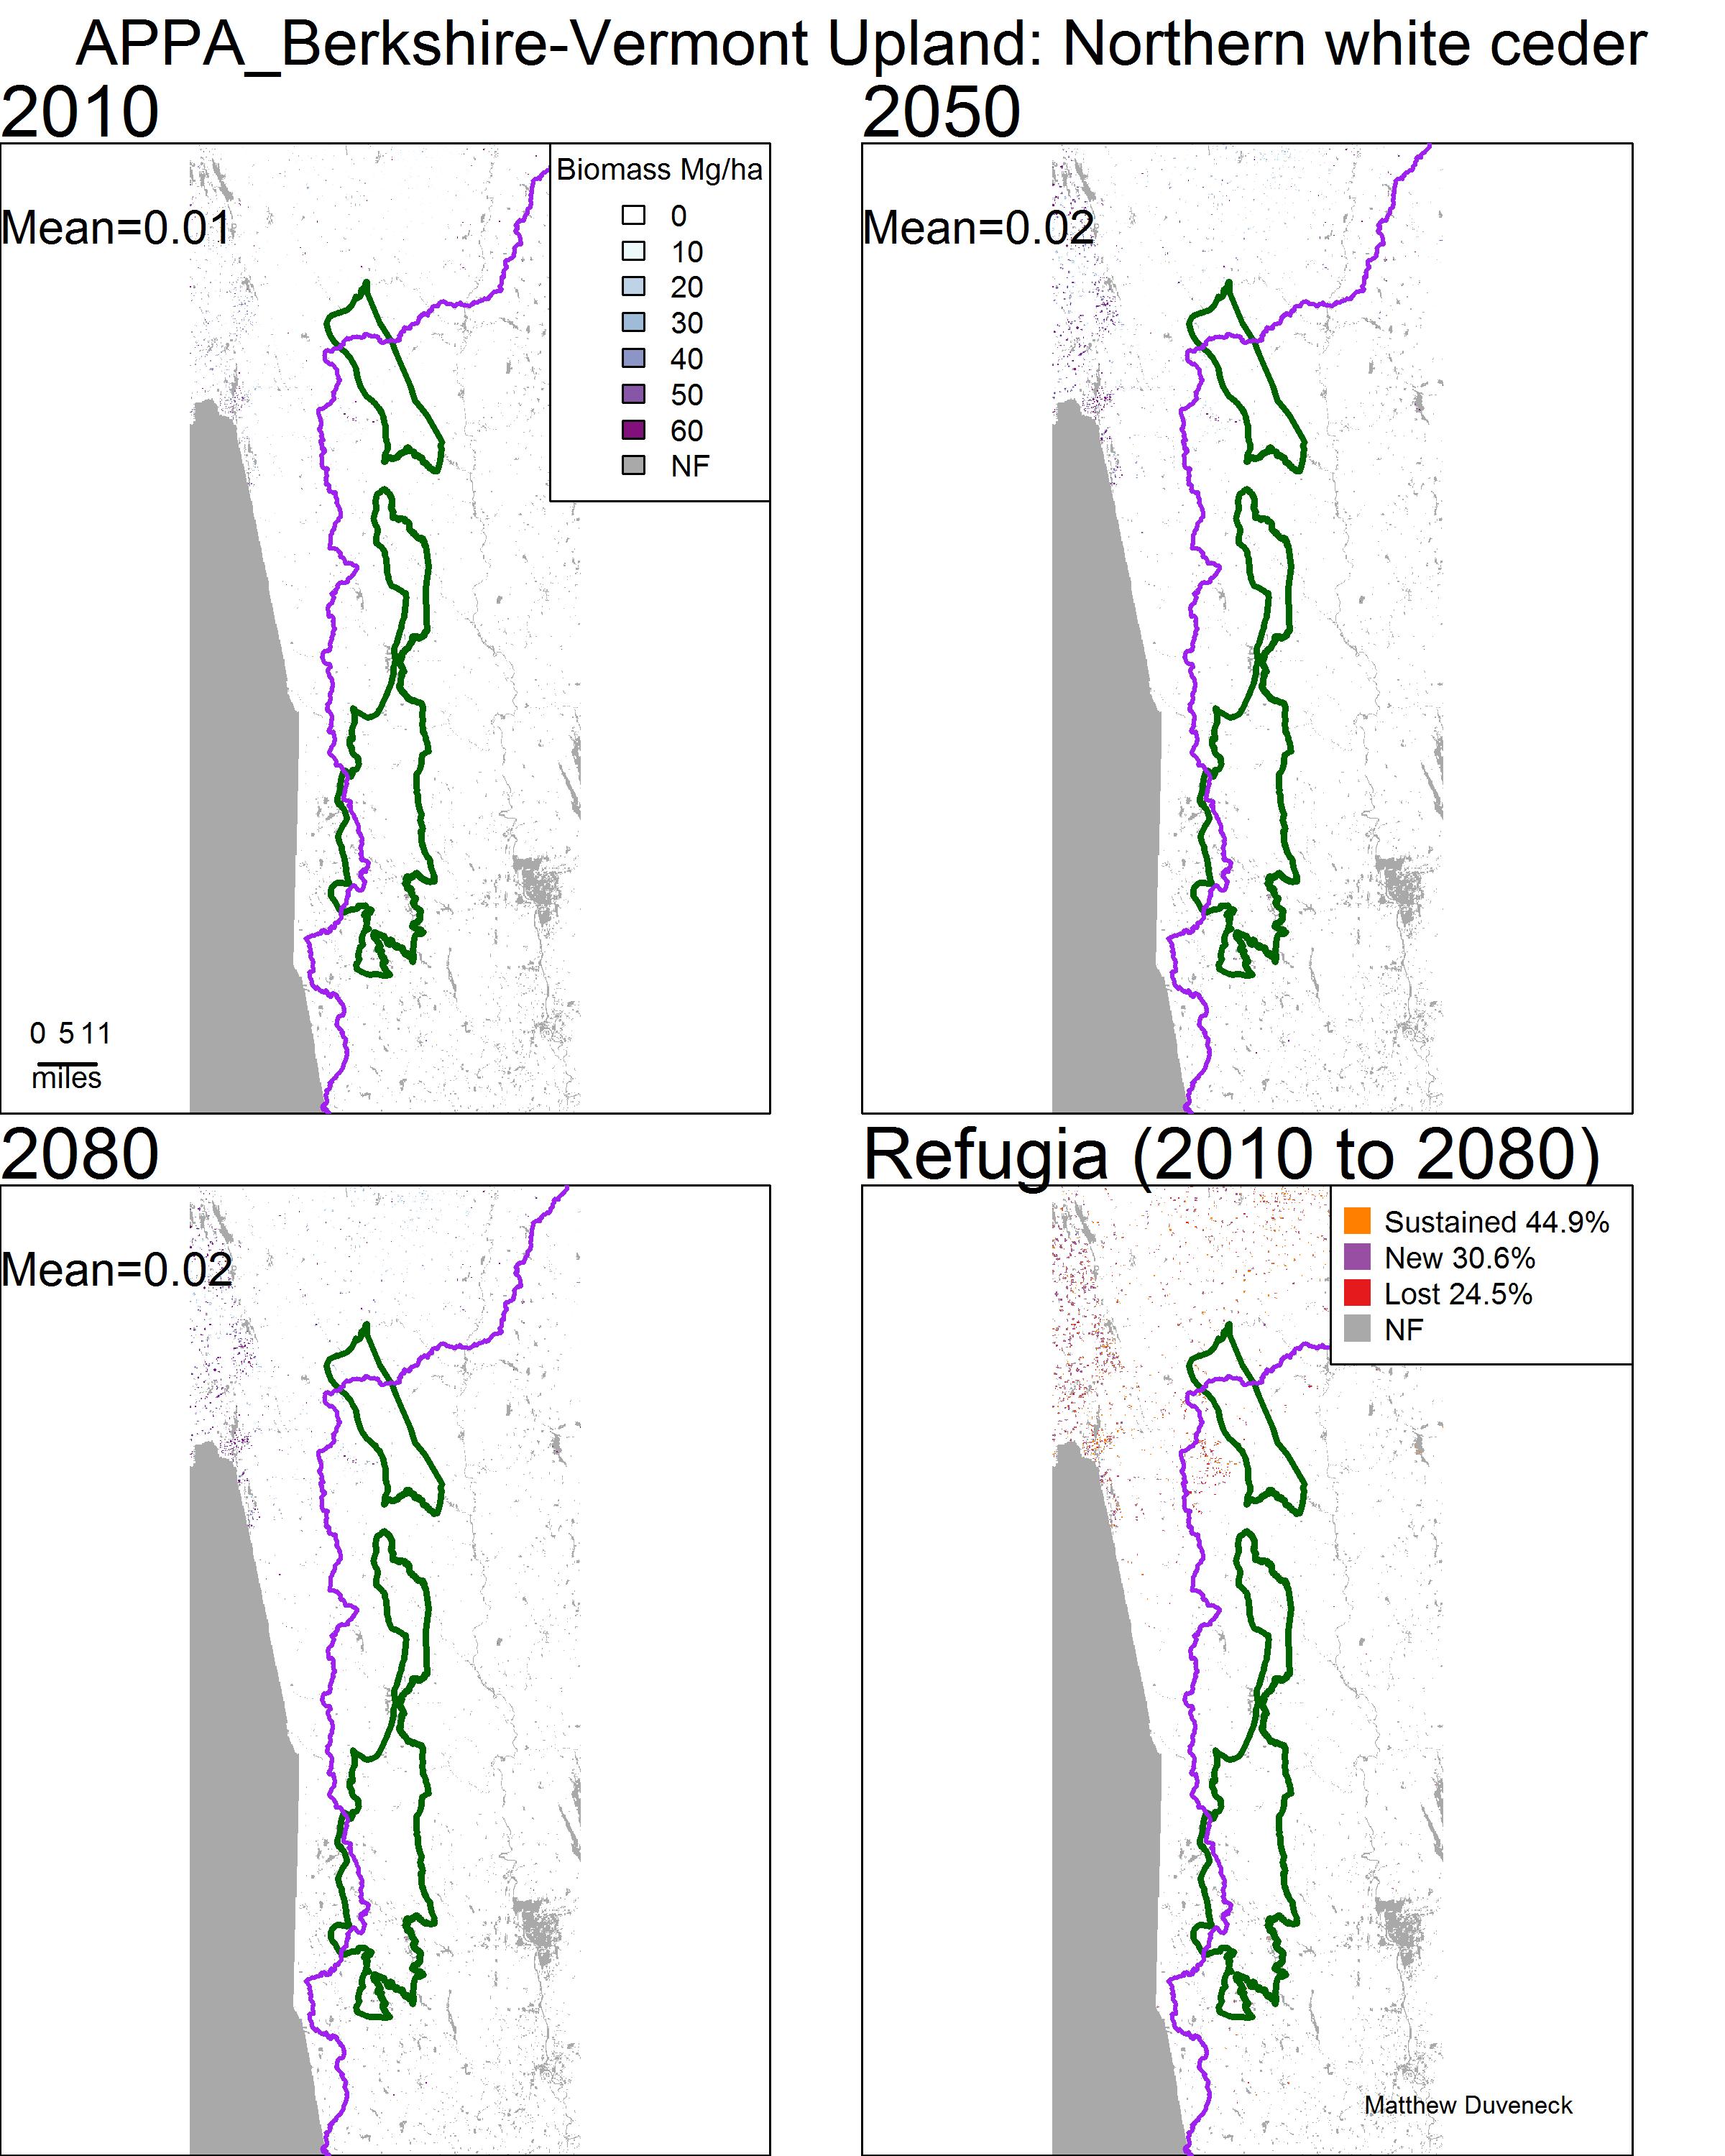 APPA_Berkshire-Vermont Upland: Northern white ceder
2010
Mean=0.01
Biomass Mg/ha
0
10
20
30
40
50
60
NF
0 5 11
miles
2050
Mean=0.02
2080
Mean=0.02
Refugia (2010 to 2080)
Sustained 44.9%
New 30.6%
Lost 24.5%
NF
Matthew Duveneck